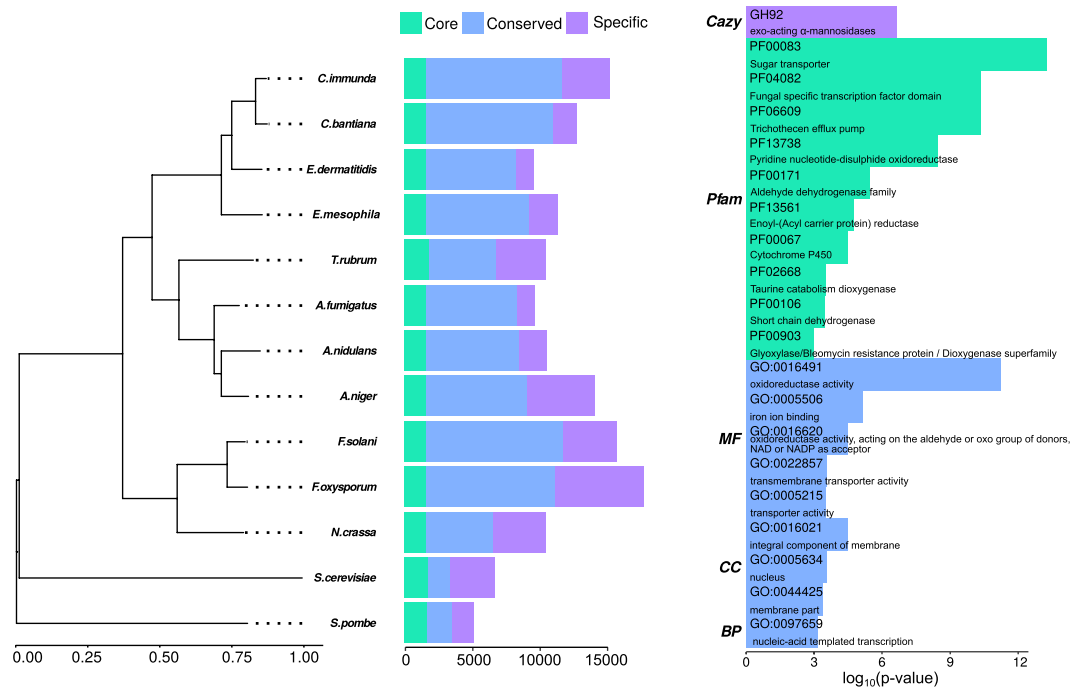 Core Conserved Specific
C.immunda
C.bantiana
E.dermatitidis
E.mesophila
T.rubrum
A.fumigatus
A.nidulans
A.niger
F.solani
F.oxysporum
N.crassa
S.cerevisiae
S.pombe
0.00 0.25 0.50 0.75 1.00
0 5000 10000 15000
Cazy
GH92
exo-acting α-mannosidases
Pfam
PF00083
Sugar transporter
PF04082
Fungal specific transcription factor domain
PF06609
Trichothecen efflux pump
PF13738
Pyridine nucleotide-disulphide oxidoreductase
PF00171
Aldehyde dehydrogenase family
PF13561
Enoyl-(Acyl carrier protein) reductase
PF00067
Cytochrome P450
PF02668
Taurine catabolism dioxygenase
PF00106
Short chain dehydrogenase
PF00903
Glyoxylase/Bleomycin resistance protein / Dioxygenase superfamily
MF
GO:0016491
oxidoreductase activity
GO:0005506
iron ion binding
GO:0016620
oxidoreductase activity, acting on the aldehyde or oxo group of donors,
NAD or NADP as acceptor
GO:0022857
transmembrane transporter activity
GO:0005215
transporter activity
CC
GO:0016021
integral component of membrane
GO:0005634
nucleus
GO:0044425
membrane part
BP
GO:0097659
nucleic-acid templated transcription
0 3 6 9 12
log10(p-value)